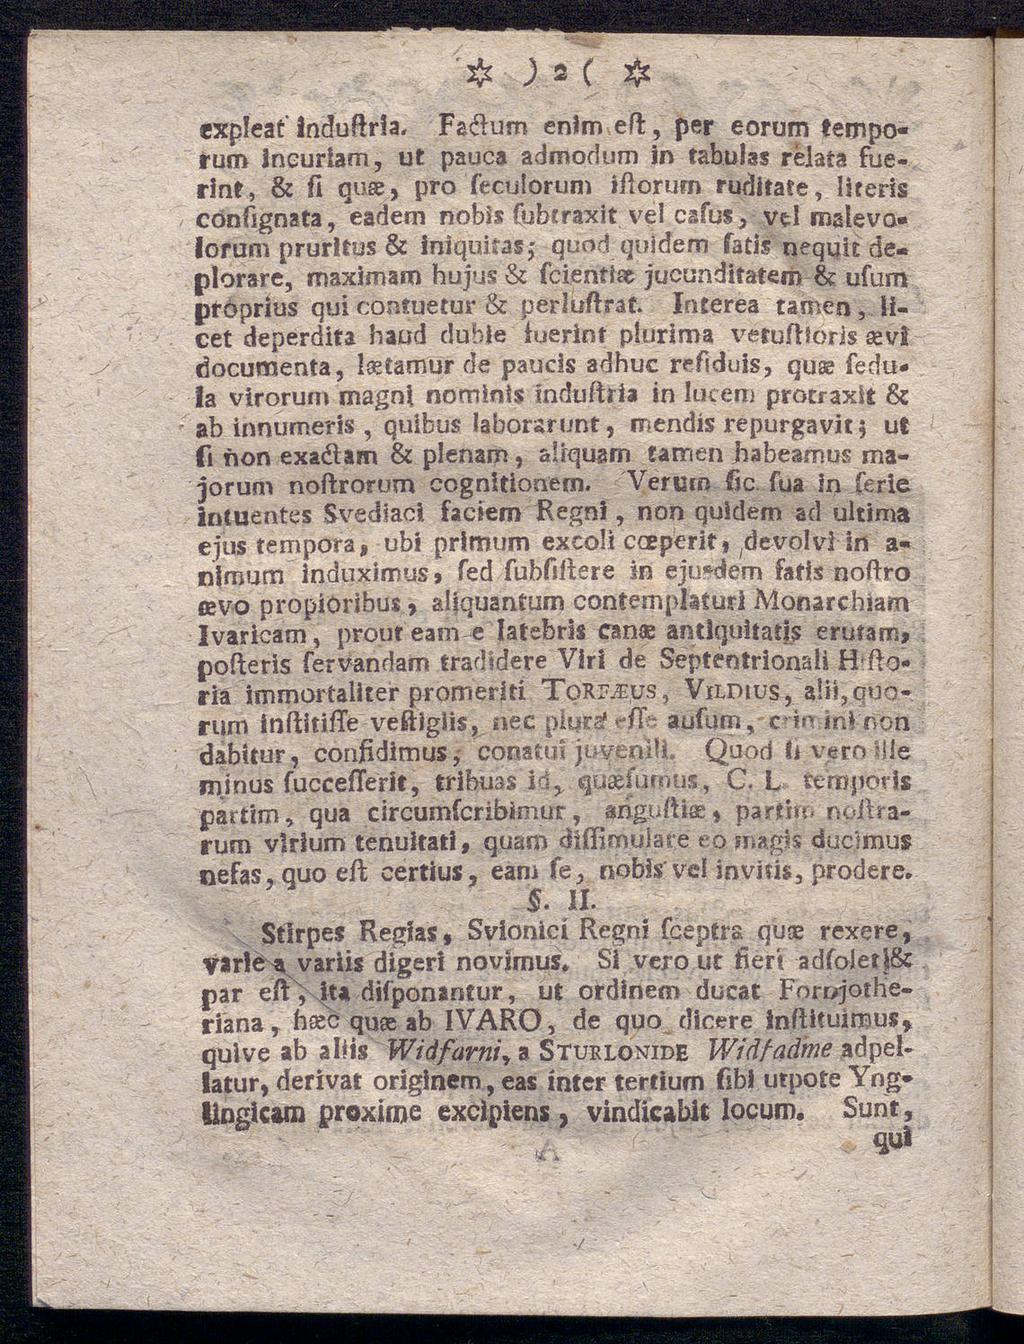 ✡ ) 2 ( ✡
expleat induſtria. Factum enim eſt, per eorum tempo-
rum incuriam, ut pauca admodum in tabulas relata fue-
rint, & ſi quæ, pro ſeculorum iſtorum ruditate, literis
conſignata, eadem nobis ſubtraxit vel caſus, vel malevo-
lorum pruritus & iniquitas; quod quidem ſatis nequit de-
plorare, maximam hujus & ſcientiæ jucunditatem & uſum
proprius qui contuetur & perluſtrat. Interea tamen, li-
cet deperdita haud dubie fuerint plurima vetuſtioris ævi
documenta, lætamur de paucis adhuc reſiduis, quæ ſedu-
la virorum magni nominis induſtria in lucem protraxit &
ab innumeris, quibus laborarunt, mendis repurgavit; ut
ſi non exactam & plenam, aliquam tamen habeamus ma-
jorum noſtrorum cognitionem. Verum ſic ſua in ſerie
intuentes Svediaci faciem Regni, non quidem ad ultima
ejus tempora, ubi primum excoli cœperit, devolvi in a-
nimum induximus, ſed ſubſiſtere in ejusdem fatis noſtro
ævo propioribus, aliquantum contemplaturi Monarchiam
Ivaricam, prout eam e latebris canæ antiquitatis erutam,
poſteris ſervandam tradidere Viri de Septentrionali Hiſto-
ria immortaliter promeriti TORFÆUS, VILDIUS, alii, quo-
rum inſtitiſſe veſtigiis, nec plura eſſe auſum, crimini non
dabitur, confidimus, conatui juvenili. Quod ſi vero ille
minus ſucceſſerit, tribuas id, quæſumus, C. L. temporis
partim, qua circumſcribimur, anguſtiæ, partim noſtra-
rum virium tenuitati, quam diſſimulare eo magis ducimus
nefas, quo eſt certius, eam ſe, nobis vel invitis, prodere.
§. II.
Stirpes Regias, Svionici Regni ſceptra quæ rexere,
varie a variis digeri novimus. Si vero ut fieri adſolet &
par eſt, ita diſponantur, ut ordinem ducat Fornjothe-
riana, hæc quæ ab IVARO, de quo dicere inſtituimus,
quive ab aliis Widfarni, a STURLONIDE Widfadme adpel-
latur, derivat originem, eas inter tertium ſibi utpote Yng-
lingicam proxime excipiens, vindicabit locum. Sunt,
qui